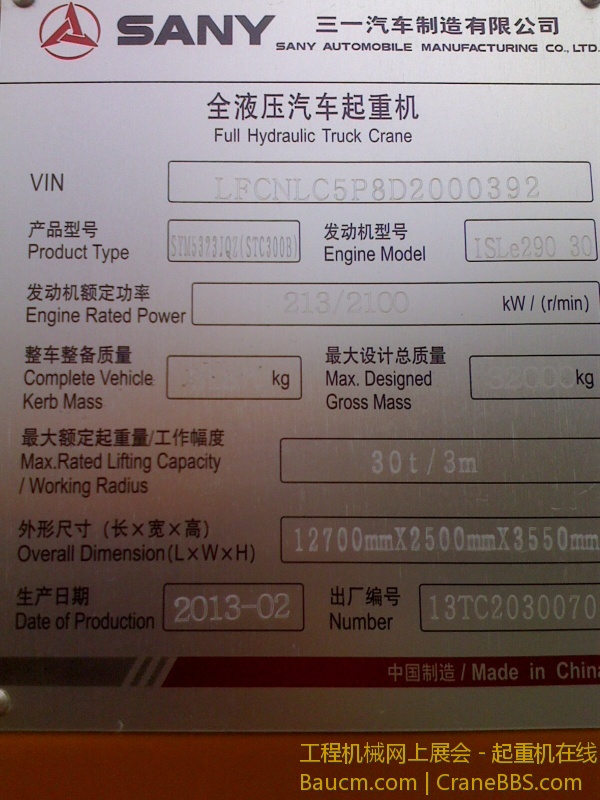 SANY 三一汽车制造有限公司
SANY AUTOMOBILE MANUFACTURING CO., LTD.
全液压汽车起重机
Full Hydraulic Truck Crane
VIN LFCNLC5P8D2000392
产品型号
Product Type STM5373JQZ(STC300B)
发动机型号
Engine Model ISLe290 30
发动机额定功率
Engine Rated Power 213/2100 kW / (r/min)
整车整备质量
Complete Vehicle
Kerb Mass kg
最大设计总质量
Max. Designed
Gross Mass kg
最大额定起重量/工作幅度
Max.Rated Lifting Capacity
/ Working Radius 30t/3m
外形尺寸（长×宽×高）
Overall Dimension(L×W×H) 12700mmX2500mmX3550mm
生产日期
Date of Production 2013-02
出厂编号
Number 13TC2030070
中国制造 / Made in China
工程机械网上展会 - 起重机在线
Baucm.com | CraneBBS.com